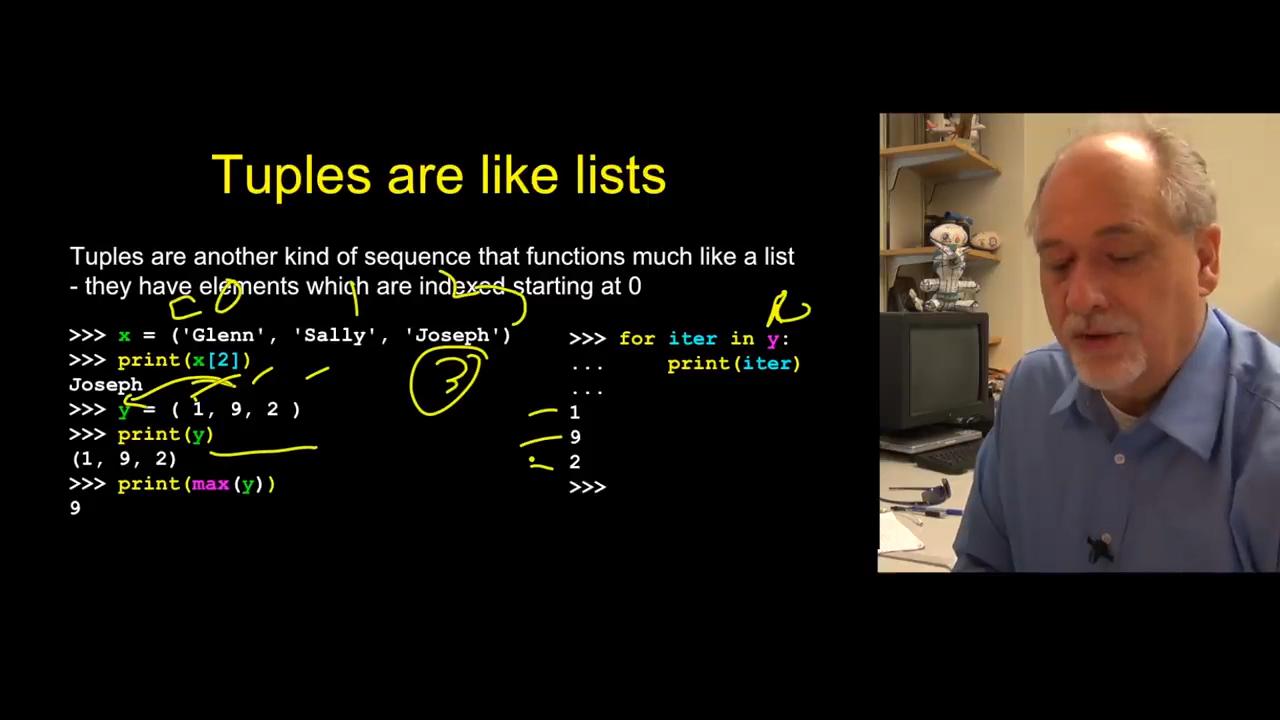 Tuples are like lists
Tuples are another kind of sequence that functions much like a list
- they have elements which are indexed starting at 0
0 1
>>> x = ('Glenn', 'Sally', 'Joseph')
>>> print(x[2])
Joseph
3
>>> y = ( 1, 9, 2 )
>>> print(y)
(1, 9, 2)
>>> print(max(y))
9
>>> for iter in y:
... print(iter)
...
1
9
2
>>>